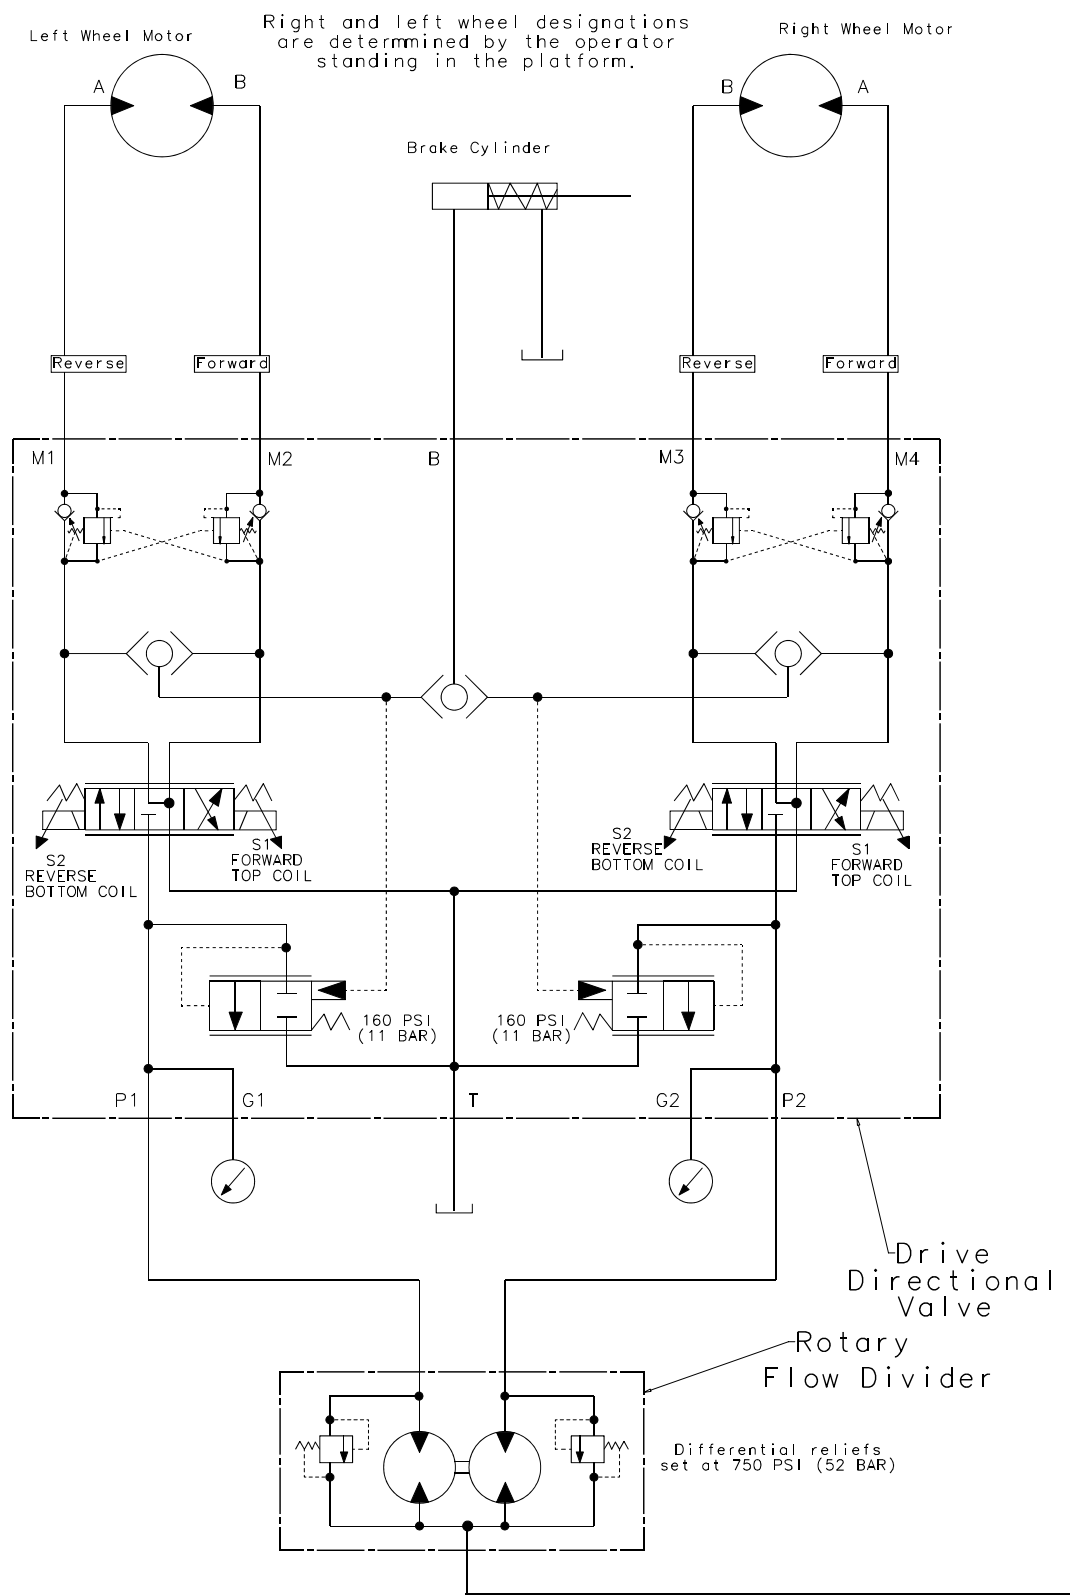 Right and left wheel designations
are determined by the operator
standing in the platform.
Left Wheel Motor
Right Wheel Motor
A
B
B
A
Brake Cylinder
Reverse
Forward
Reverse
Forward
M1
M2
B
M3
M4
S2
REVERSE
BOTTOM COIL
S1
FORWARD
TOP COIL
S2
REVERSE
BOTTOM COIL
S1
FORWARD
TOP COIL
160 PSI
(11 BAR)
160 PSI
(11 BAR)
P1
G1
T
G2
P2
Drive
Directional
Valve
Rotary
Flow Divider
Differential reliefs
set at 750 PSI (52 BAR)